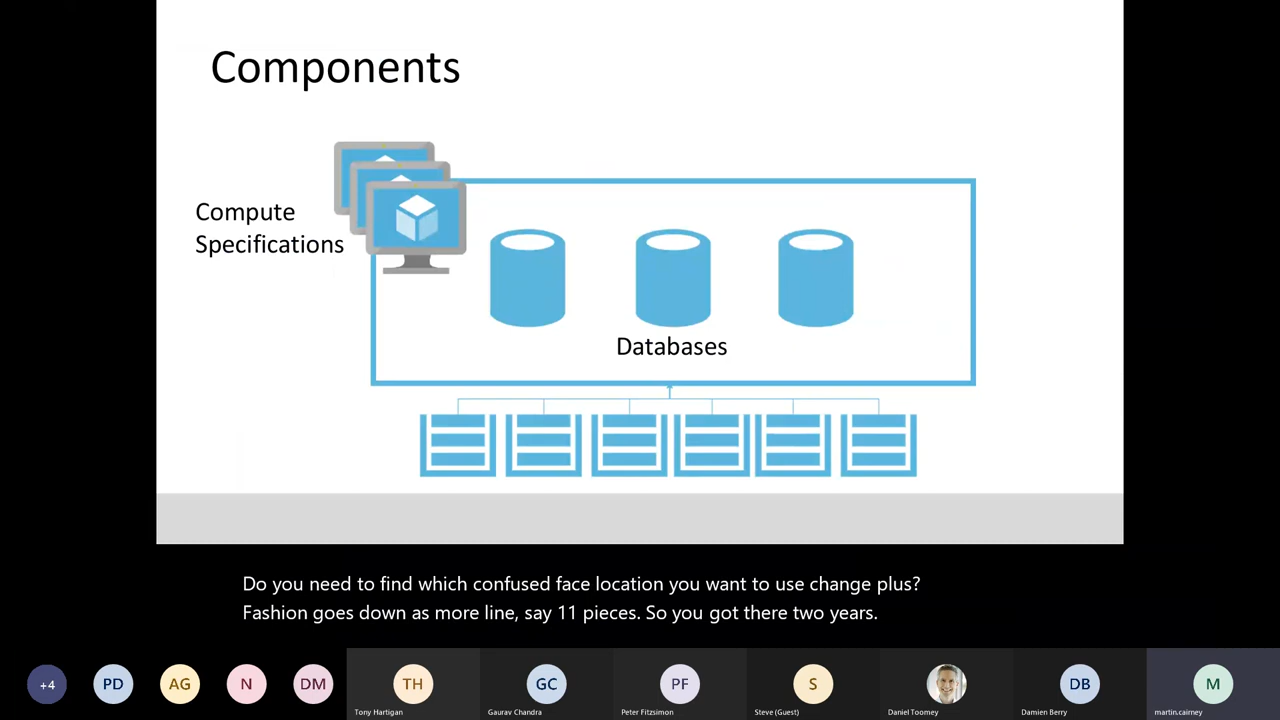 Components
Compute
Specifications
Databases
Do you need to find which confused face location you want to use change plus?
Fashion goes down as more line, say 11 pieces. So you got there two years.
+4
PD
AG
N
DM
TH
GC
PF
S
DB
M
Tony Hartigan
Gaurav Chandra
Peter Fitzsimon
Steve (Guest)
Daniel Toomey
Damien Berry
martin.cairney